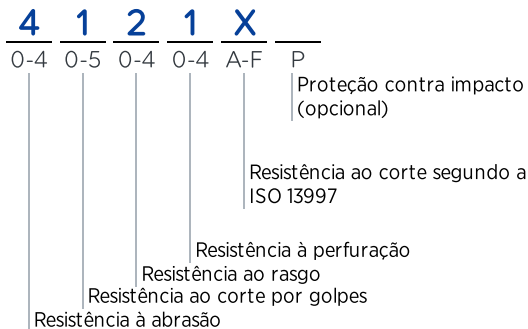 4 1 2 1 X
0-4 0-5 0-4 0-4 A-F P
Proteção contra impacto
(opcional)
Resistência ao corte segundo a
ISO 13997
Resistência à perfuração
Resistência ao rasgo
Resistência ao corte por golpes
Resistência à abrasão